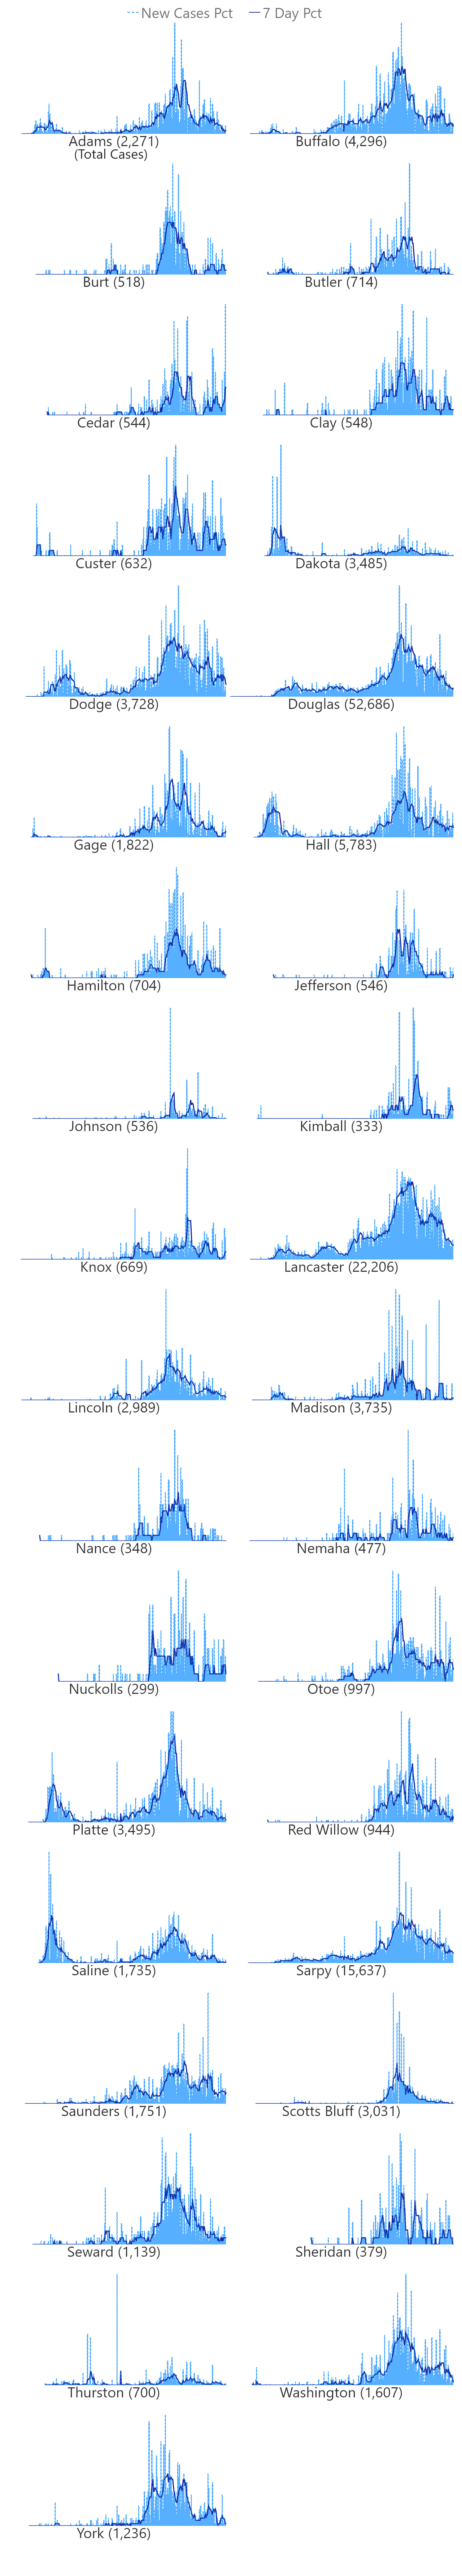 New Cases Pct 7 Day Pct
Adams (2,271) Buffalo (4,296)
(Total Cases)
Burt (518) Butler (714)
Cedar (544) Clay (548)
Custer (632) Dakota (3,485)
Dodge (3,728) Douglas (52,686)
Gage (1,822) Hall (5,783)
Hamilton (704) Jefferson (546)
Johnson (536) Kimball (333)
Knox (669) Lancaster (22,206)
Lincoln (2,989) Madison (3,735)
Nance (348) Nemaha (477)
Nuckolls (299) Otoe (997)
Platte (3,495) Red Willow (944)
Saline (1,735) Sarpy (15,637)
Saunders (1,751) Scotts Bluff (3,031)
Seward (1,139) Sheridan (379)
Thurston (700) Washington (1,607)
York (1,236)